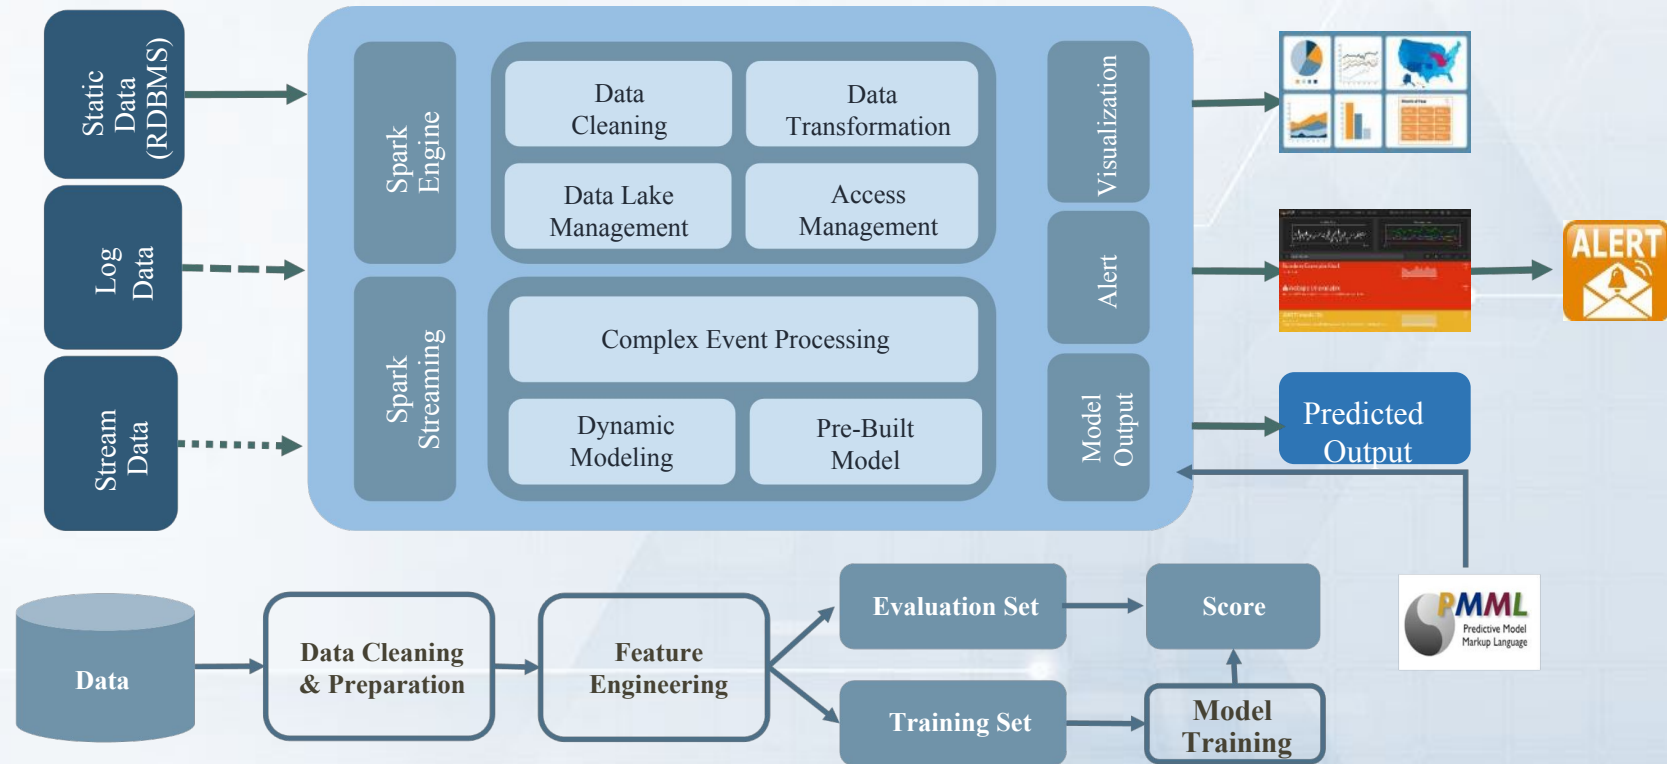 Static
Data
(RDBMS)
Log
Data
Stream
Data
Spark
Engine
Spark
Streaming
Data
Cleaning
Data
Transformation
Data Lake
Management
Access
Management
Complex Event Processing
Dynamic
Modeling
Pre-Built
Model
Visualization
Alert
Model
Output
ALERT
Predicted
Output
Data
Data Cleaning
& Preparation
Feature
Engineering
Evaluation Set
Training Set
Score
Model
Training
PMML
Predictive Model
Markup Language